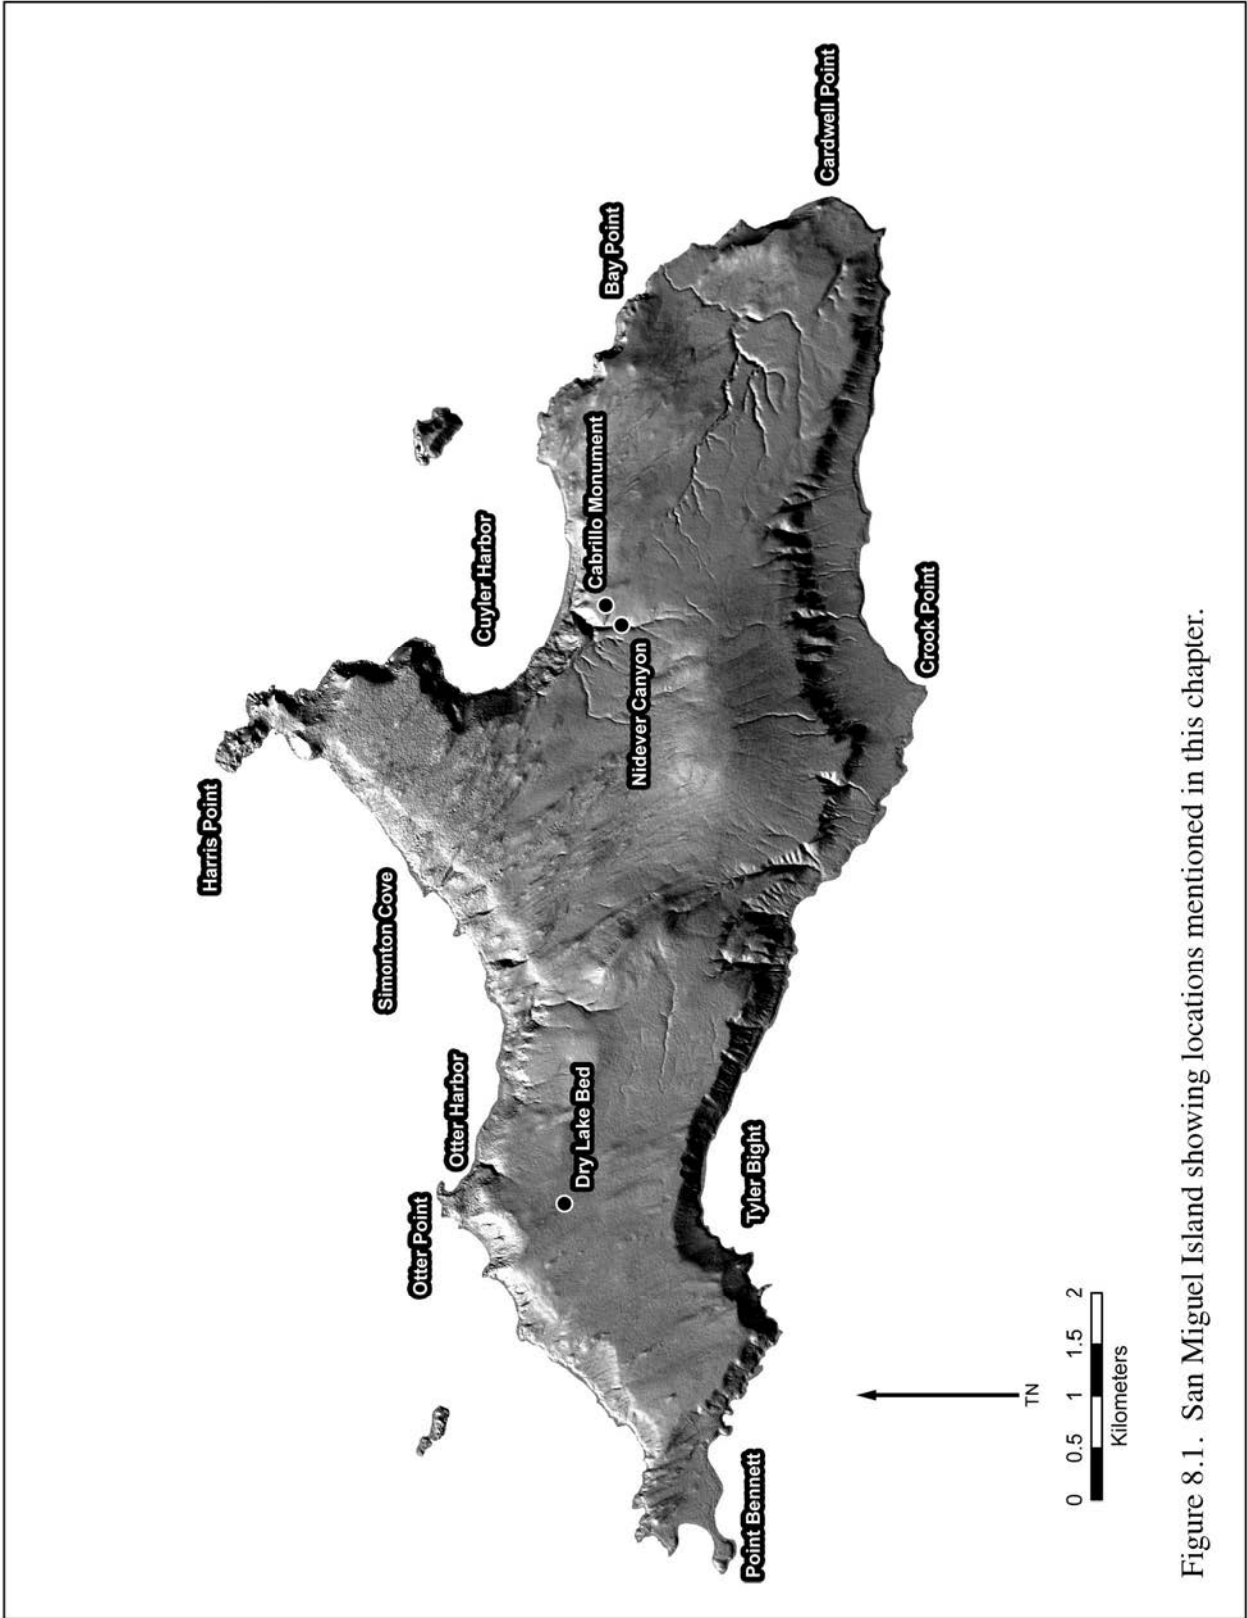 Harris Point
Simonton Cove
Cuyler Harbor
Otter Point
Otter Harbor
Bay Point
Cabrillo Monument
Dry Lake Bed
Nidever Canyon
Cardwell Point
Point Bennett
Tyler Bight
Crook Point
TN
0 0.5 1 1.5 2
Kilometers
Figure 8.1. San Miguel Island showing locations mentioned in this chapter.